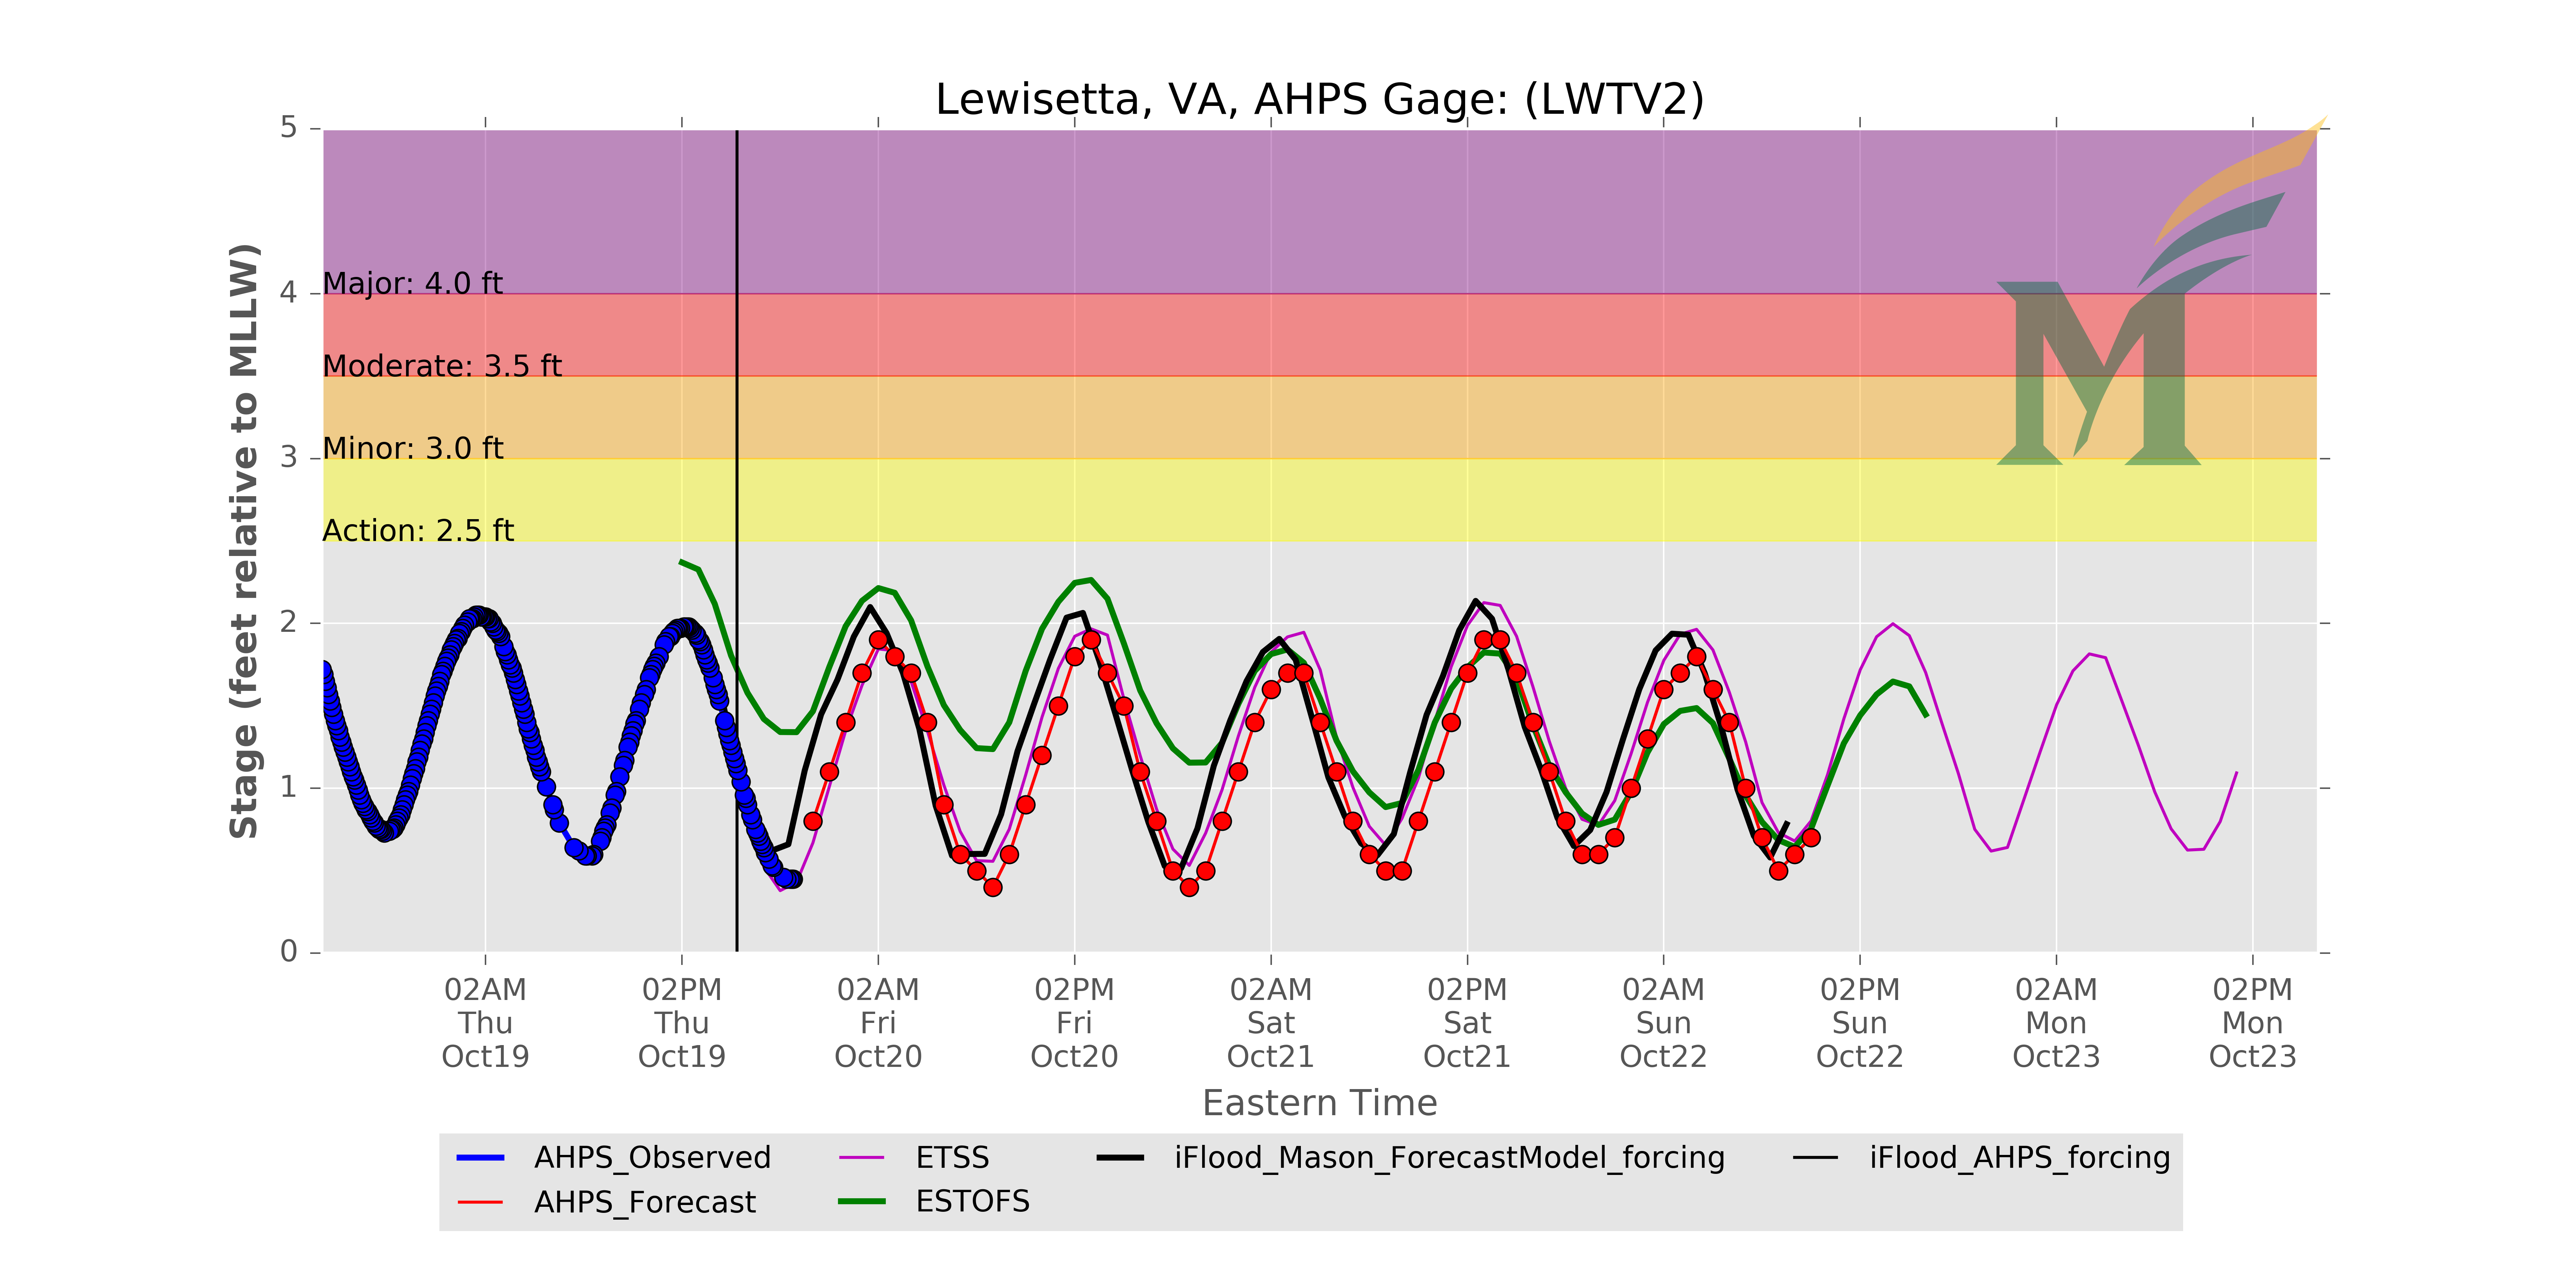 Lewisetta, VA, AHPS Gage: (LWTV2)
Stage (feet relative to MLLW)
5
4
3
2
1
0
Major: 4.0 ft
Moderate: 3.5 ft
Minor: 3.0 ft
Action: 2.5 ft
M
02AM 02PM 02AM 02PM 02AM 02PM 02AM 02PM 02AM 02PM
Thu Thu Fri Fri Sat Sat Sun Sun Mon Mon
Oct19 Oct19 Oct20 Oct20 Oct21 Oct21 Oct22 Oct22 Oct23 Oct23
Eastern Time
AHPS_Observed ETSS iFlood_Mason_ForecastModel_forcing iFlood_AHPS_forcing
AHPS_Forecast ESTOFS